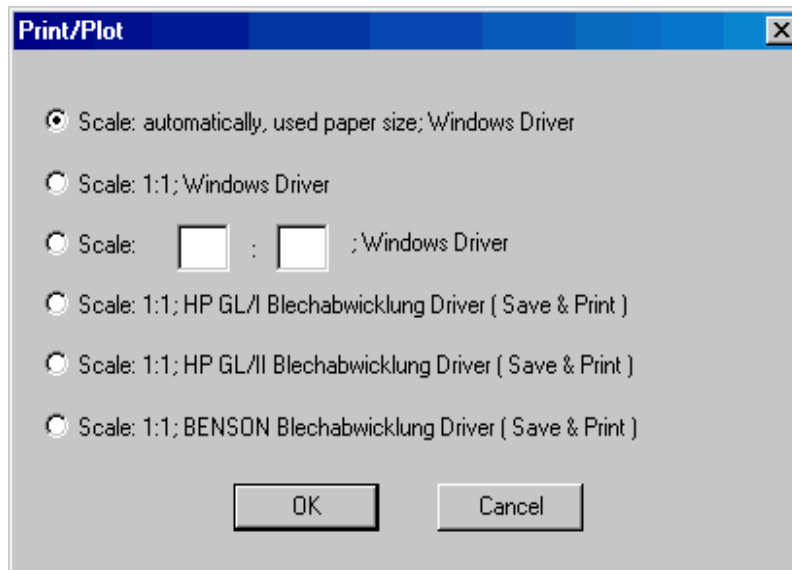 Print/Plot
Scale: automatically, used paper size; Windows Driver
Scale: 1:1; Windows Driver
Scale: : ; Windows Driver
Scale: 1:1; HP GL/I Blechabwicklung Driver ( Save & Print )
Scale: 1:1; HP GL/II Blechabwicklung Driver ( Save & Print )
Scale: 1:1; BENSON Blechabwicklung Driver ( Save & Print )
OK Cancel